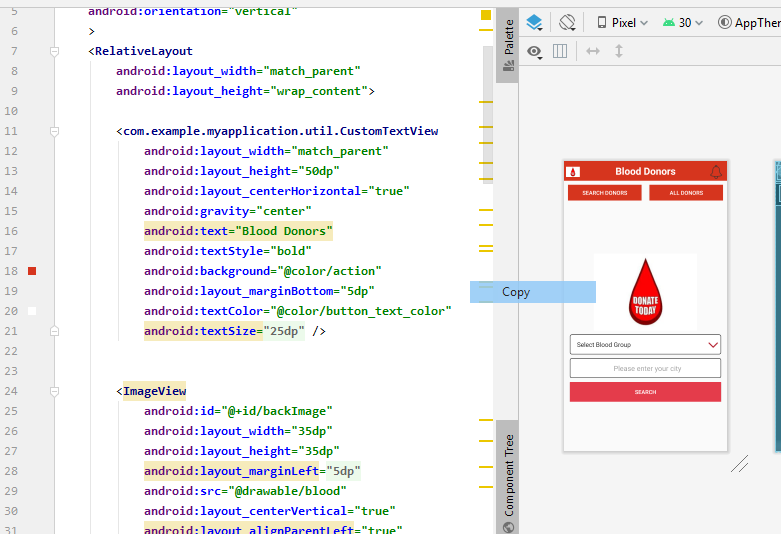 5 android:orientation="vertical"
6 >
7 <RelativeLayout
8 android:layout_width="match_parent"
9 android:layout_height="wrap_content">
10
11 <com.example.myapplication.util.CustomTextView
12 android:layout_width="match_parent"
13 android:layout_height="50dp"
14 android:layout_centerHorizontal="true"
15 android:gravity="center"
16 android:text="Blood Donors"
17 android:textStyle="bold"
18 android:background="@color/action"
19 android:layout_marginBottom="5dp"
20 android:textColor="@color/button_text_color"
21 android:textSize="25dp" />
22
23
24 <ImageView
25 android:id="@+id/backImage"
26 android:layout_width="35dp"
27 android:layout_height="35dp"
28 android:layout_marginLeft="5dp"
29 android:src="@drawable/blood"
30 android:layout_centerVertical="true"
31 android:layout_alignParentLeft="true"
Copy
Palette
Component Tree
Pixel
30
AppTher
Blood Donors
SEARCH DONORS
ALL DONORS
DONATE
TODAY
Select Blood Group
Please enter your city
SEARCH